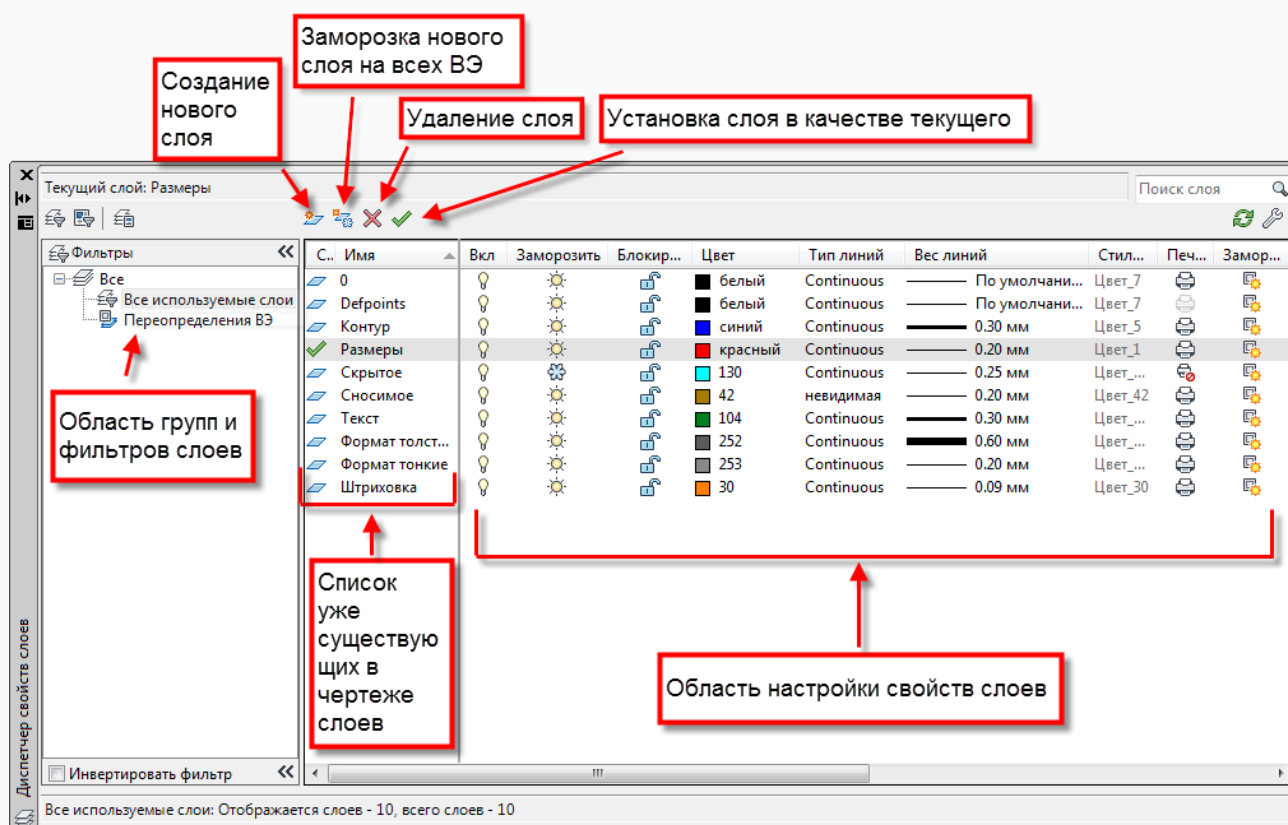 Заморозка нового
слоя на всех ВЭ
Создание
нового
слоя
Удаление слоя
Установка слоя в качестве текущего
Текущий слой: Размеры
Поиск слоя
Фильтры
Все
Все используемые слои
Переопределения ВЭ
Область групп и
фильтров слоев
С.. Имя Вкл Заморозить Блокир... Цвет Тип линий Вес линий Стил... Печ... Замор...
0 белый Continuous По умолчани... Цвет_7
Defpoints белый Continuous По умолчани... Цвет_7
Контур синий Continuous 0.30 мм Цвет_5
Размеры красный Continuous 0.20 мм Цвет_1
Скрытое 130 Continuous 0.25 мм Цвет_...
Сносимое 42 невидимая 0.20 мм Цвет_42
Текст 104 Continuous 0.30 мм Цвет_...
Формат толст... 252 Continuous 0.60 мм Цвет_...
Формат тонкие 253 Continuous 0.20 мм Цвет_...
Штриховка 30 Continuous 0.09 мм Цвет_30
Список
уже
существую
щих в
чертеже
слоев
Область настройки свойств слоев
Инвертировать фильтр
Диспетчер свойств слоев
Все используемые слои: Отображается слоев - 10, всего слоев - 10